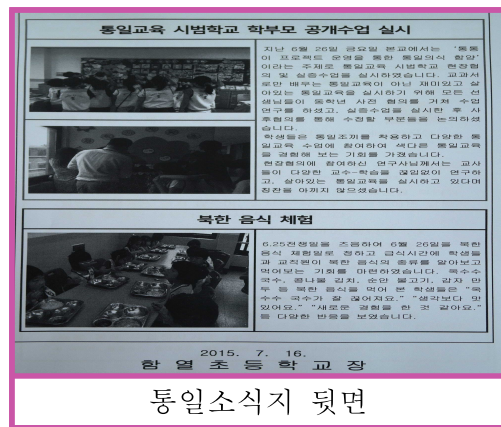 통일교육 시범학교 학부모 공개수업 실시
지난 6월 26일 금요일 본교에서는 '통통
이 프로젝트 운영을 통한 통일의식 함양'
이라는 주제로 통일교육 시범학교 현장협
의 및 실증수업을 실시하였습니다. 교과서
로만 배우는 통일교육이 아닌 재미있고 살
아있는 통일교육을 실시하기 위해 모든 선
생님들이 동학년 사전 협의를 거쳐 수업
연구를 하셨고, 실증수업을 실시한 후 사
후협의를 통해 수정할 부분들을 논의하셨
습니다.
학생들은 통일조끼를 착용하고 다양한 통
일교육 수업에 참여하여 색다른 통일교육
을 경험해 보는 기회를 가졌습니다.
현장협의에 참여하신 연구사님께서는 교사
들이 다양한 교수-학습을 끊임없이 연구하
고, 살아있는 통일교육을 실시하고 있다며
칭찬을 아끼지 않으셨습니다.
북한 음식 체험
6.25전쟁일을 즈음하여 6월 26일을 북한
음식 체험일로 정하고 급식시간에 학생들
과 교직원이 북한 음식의 종류를 알아보고
먹어보는 기회를 마련하였습니다. 옥수수
국수, 콩나물 김치, 순안 불고기, 감자 만
두 등 북한 음식을 먹어 본 학생들은 "옥
수수 국수가 잘 끊어져요." "생각보다 맛
있어요." "새로운 경험을 한 것 같아요."
등 다양한 반응을 보였습니다.
2015. 7. 16.
함 열 초 등 학 교 장
통일소식지 뒷면